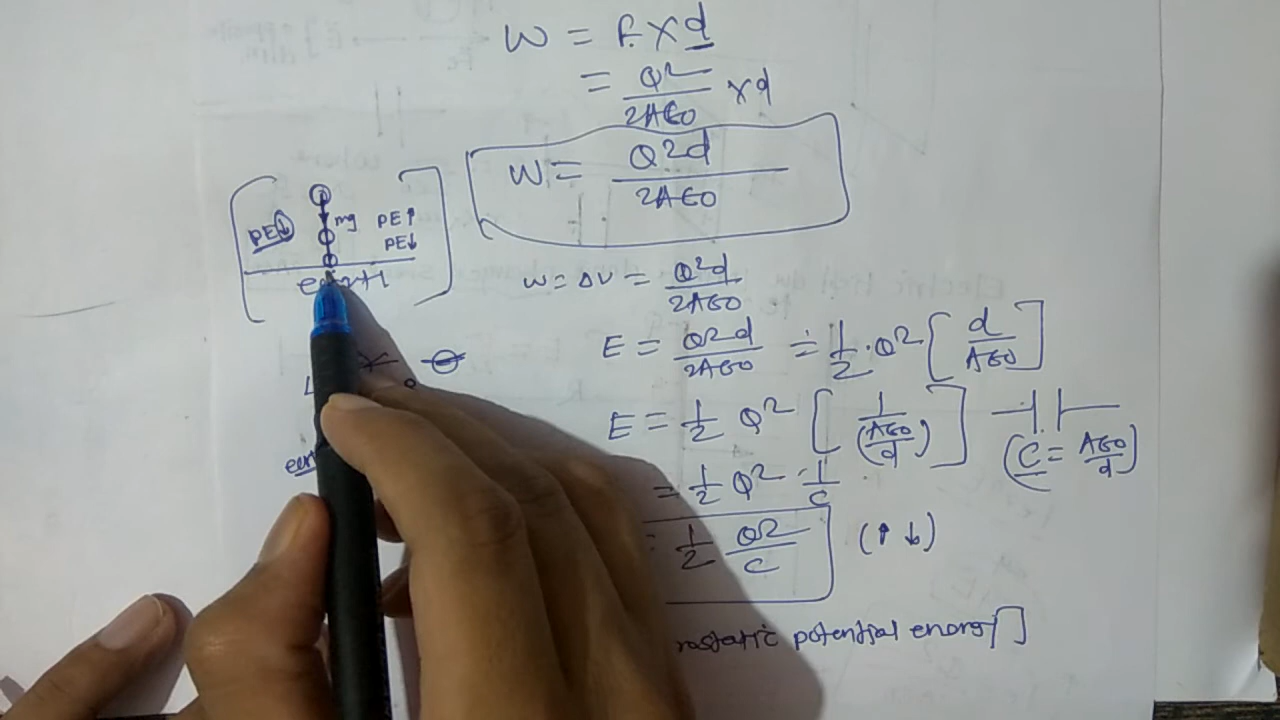 W = F × d
= Q² / 2Aϵ0 × d
W = Q²d / 2Aϵ0
PE↓ mg PE↑
PE↓
earth
W = ΔU = Q²d / 2Aϵ0
E = Q²d / 2Aϵ0 = 1/2 · Q² [ d / Aϵ0 ]
E = 1/2 Q² [ 1 / (Aϵ0/d) ] (C = Aϵ0/d)
= 1/2 Q² · 1/C
= 1/2 Q²/C (↑ ↓)
potential energy]